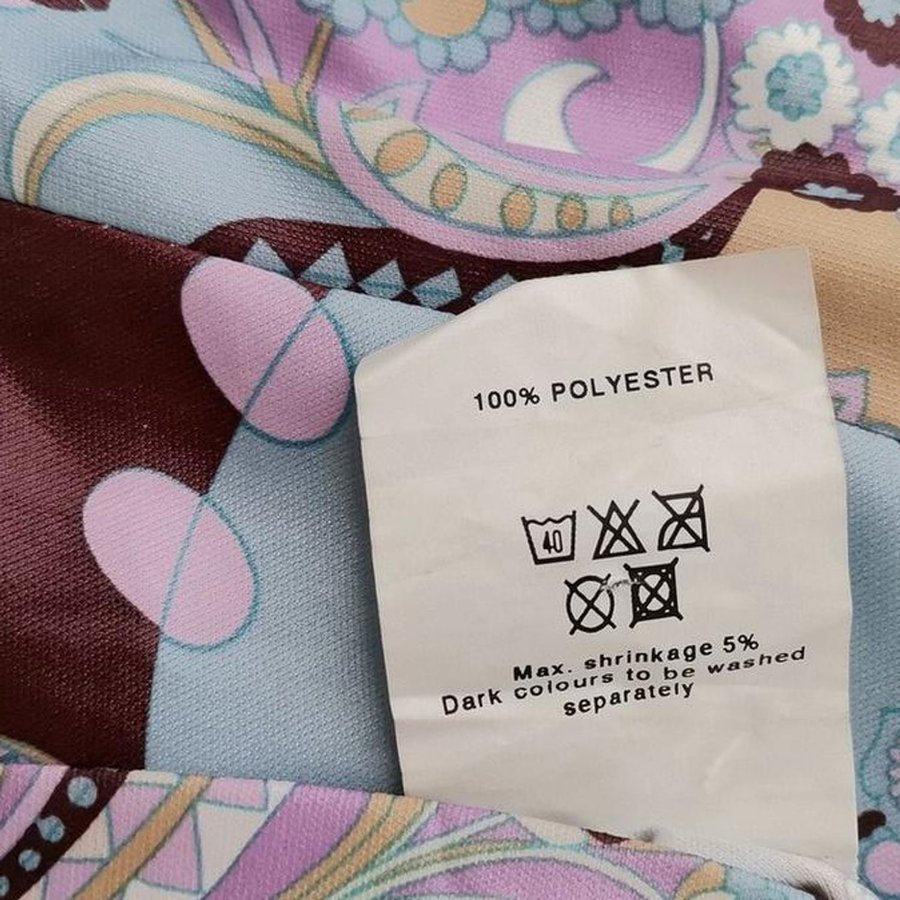 100% POLYESTER
40
Max. shrinkage 5%
Dark colours to be washed
separately